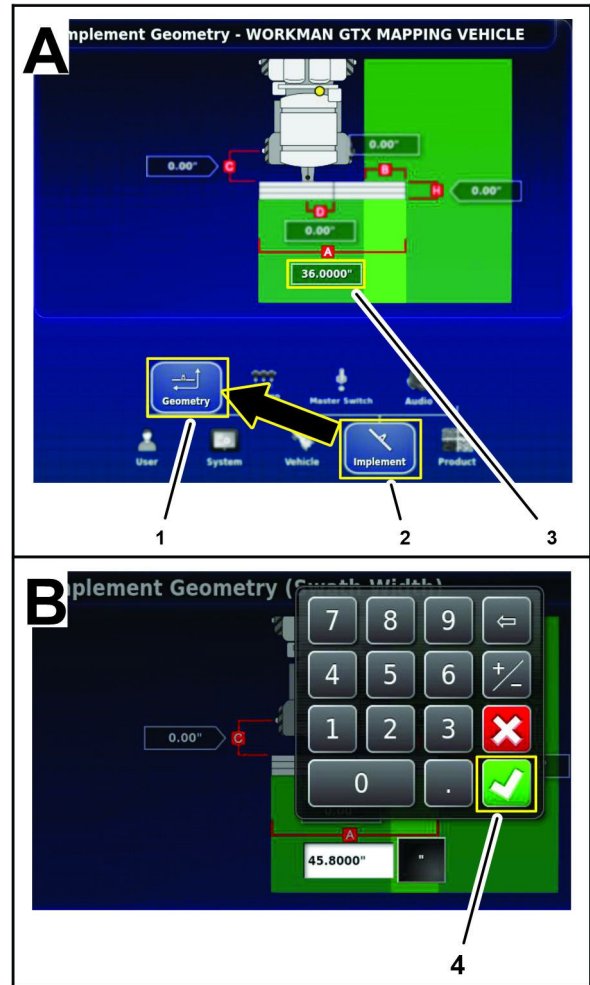 A
mplement Geometry - WORKMAN GTX MAPPING VEHICLE
0.00"
0.00" C
B
H 0.00"
D
0.00"
A
36.0000"
Geometry
Master Switch
Audio
User
System
Vehicle
Implement
Product
1
2
3
B
plement Geometry (Swath Width)
7 8 9 ⇦
4 5 6 +/−
1 2 3
0 .
0.00" C
A
45.8000" "
4